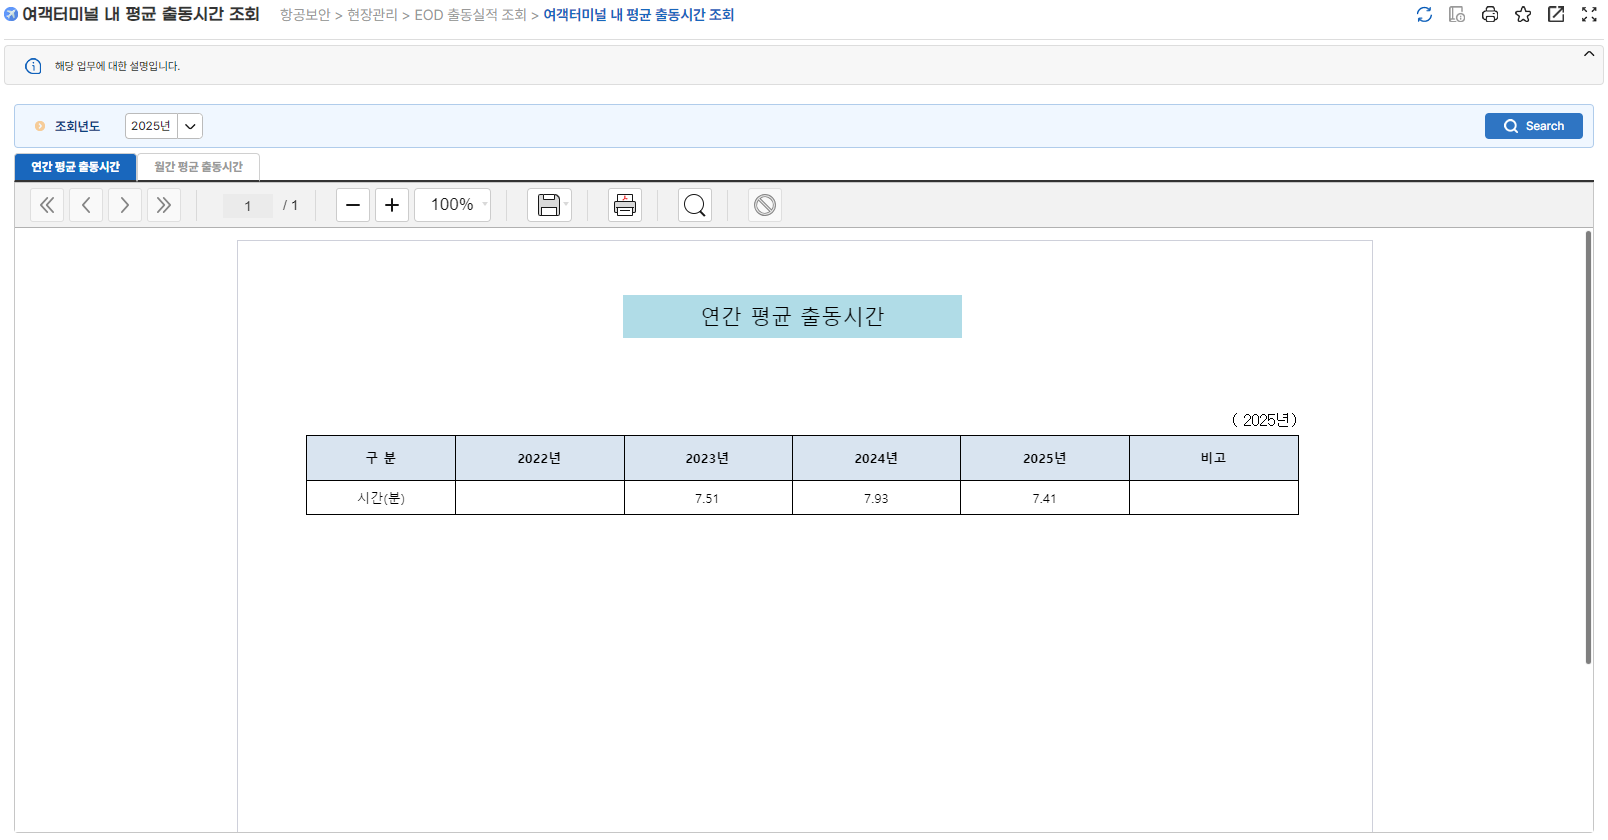 여객터미널 내 평균 출동시간 조회
항공보안 > 현장관리 > EOD 출동실적 조회 > 여객터미널 내 평균 출동시간 조회
해당 업무에 대한 설명입니다.
조회년도 2025년 Search
연간 평균 출동시간 월간 평균 출동시간
1 / 1 100%
연간 평균 출동시간
( 2025년)
구 분 2022년 2023년 2024년 2025년 비고
시간(분) 7.51 7.93 7.41